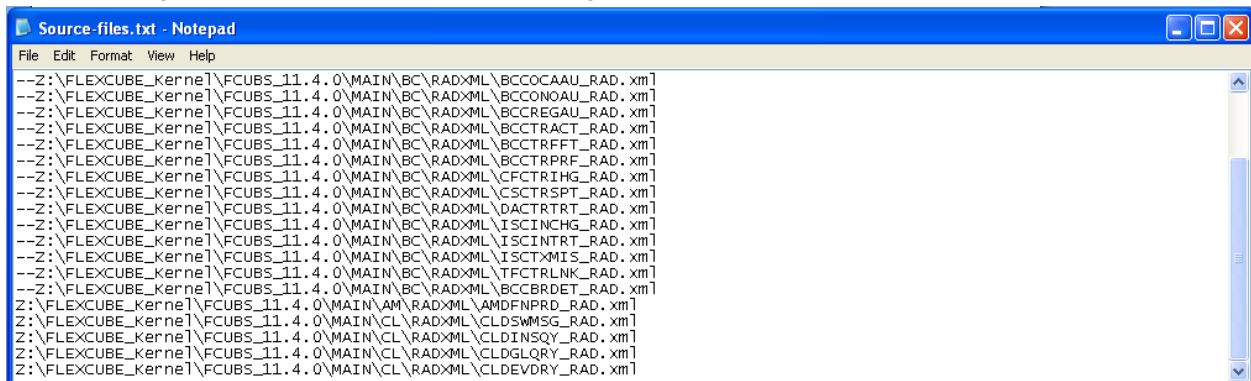 Source-files.txt - Notepad
File Edit Format View Help
--Z:\FLEXCUBE_Kernel\FCUBS_11.4.0\MAIN\BC\RADXML\BCCOCAAU_RAD.xml
--Z:\FLEXCUBE_Kernel\FCUBS_11.4.0\MAIN\BC\RADXML\BCCONOAU_RAD.xml
--Z:\FLEXCUBE_Kernel\FCUBS_11.4.0\MAIN\BC\RADXML\BCCREGAU_RAD.xml
--Z:\FLEXCUBE_Kernel\FCUBS_11.4.0\MAIN\BC\RADXML\BCCTRACT_RAD.xml
--Z:\FLEXCUBE_Kernel\FCUBS_11.4.0\MAIN\BC\RADXML\BCCTRFFT_RAD.xml
--Z:\FLEXCUBE_Kernel\FCUBS_11.4.0\MAIN\BC\RADXML\BCCTRPRF_RAD.xml
--Z:\FLEXCUBE_Kernel\FCUBS_11.4.0\MAIN\BC\RADXML\CFCTRIHG_RAD.xml
--Z:\FLEXCUBE_Kernel\FCUBS_11.4.0\MAIN\BC\RADXML\CSCTRSPT_RAD.xml
--Z:\FLEXCUBE_Kernel\FCUBS_11.4.0\MAIN\BC\RADXML\DACTRTRT_RAD.xml
--Z:\FLEXCUBE_Kernel\FCUBS_11.4.0\MAIN\BC\RADXML\ISCINCHG_RAD.xml
--Z:\FLEXCUBE_Kernel\FCUBS_11.4.0\MAIN\BC\RADXML\ISCINTRT_RAD.xml
--Z:\FLEXCUBE_Kernel\FCUBS_11.4.0\MAIN\BC\RADXML\ISCTXMIS_RAD.xml
--Z:\FLEXCUBE_Kernel\FCUBS_11.4.0\MAIN\BC\RADXML\TFCTRLNK_RAD.xml
--Z:\FLEXCUBE_Kernel\FCUBS_11.4.0\MAIN\BC\RADXML\BCCBRDET_RAD.xml
Z:\FLEXCUBE_Kernel\FCUBS_11.4.0\MAIN\AM\RADXML\AMDFNPRD_RAD.xml
Z:\FLEXCUBE_Kernel\FCUBS_11.4.0\MAIN\CL\RADXML\CLDSWMSG_RAD.xml
Z:\FLEXCUBE_Kernel\FCUBS_11.4.0\MAIN\CL\RADXML\CLDINSQY_RAD.xml
Z:\FLEXCUBE_Kernel\FCUBS_11.4.0\MAIN\CL\RADXML\CLDGLQRY_RAD.xml
Z:\FLEXCUBE_Kernel\FCUBS_11.4.0\MAIN\CL\RADXML\CLDEVDRY_RAD.xml